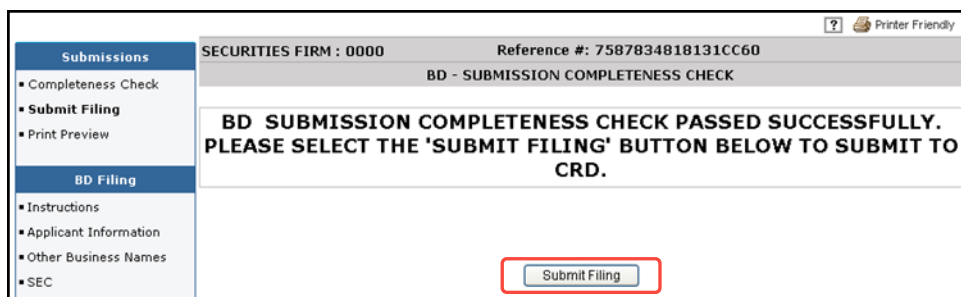 ? Printer Friendly
Submissions
Completeness Check
Submit Filing
Print Preview
BD Filing
Instructions
Applicant Information
Other Business Names
SEC
SECURITIES FIRM : 0000 Reference #: 7587834818131CC60
BD - SUBMISSION COMPLETENESS CHECK
BD SUBMISSION COMPLETENESS CHECK PASSED SUCCESSFULLY.
PLEASE SELECT THE 'SUBMIT FILING' BUTTON BELOW TO SUBMIT TO
CRD.
Submit Filing